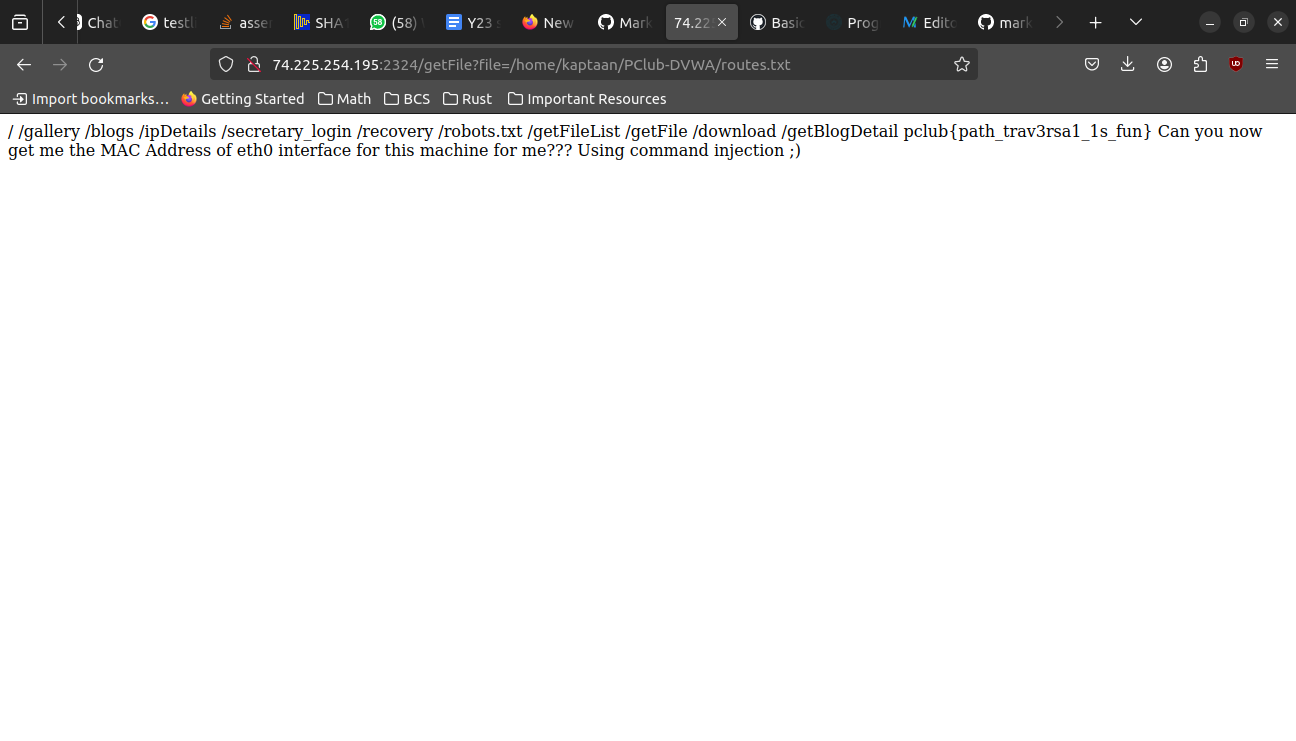 Chat
testl
asse
SHA
58
(58)
Y23 s
New
Mark
74.22
Basic
Prog
Edito
mark
74.225.254.195:2324/getFile?file=/home/kaptaan/PClub-DVWA/routes.txt
Import bookmarks…
Getting Started
Math
BCS
Rust
Important Resources
/ /gallery /blogs /ipDetails /secretary_login /recovery /robots.txt /getFileList /getFile /download /getBlogDetail pclub{path_trav3rsa1_1s_fun} Can you now
get me the MAC Address of eth0 interface for this machine for me??? Using command injection ;)